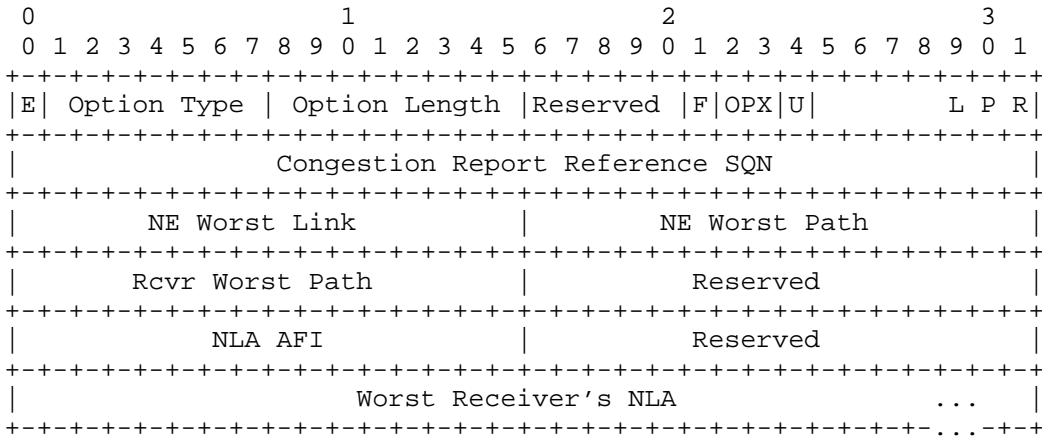 0                   1                   2                   3
 0 1 2 3 4 5 6 7 8 9 0 1 2 3 4 5 6 7 8 9 0 1 2 3 4 5 6 7 8 9 0 1
+-+-+-+-+-+-+-+-+-+-+-+-+-+-+-+-+-+-+-+-+-+-+-+-+-+-+-+-+-+-+-+-+
|E| Option Type | Option Length |Reserved |F|OPX|U|        L P R|
+-+-+-+-+-+-+-+-+-+-+-+-+-+-+-+-+-+-+-+-+-+-+-+-+-+-+-+-+-+-+-+-+
|                Congestion Report Reference SQN                |
+-+-+-+-+-+-+-+-+-+-+-+-+-+-+-+-+-+-+-+-+-+-+-+-+-+-+-+-+-+-+-+-+
|        NE Worst Link          |        NE Worst Path          |
+-+-+-+-+-+-+-+-+-+-+-+-+-+-+-+-+-+-+-+-+-+-+-+-+-+-+-+-+-+-+-+-+
|       Rcvr Worst Path         |          Reserved             |
+-+-+-+-+-+-+-+-+-+-+-+-+-+-+-+-+-+-+-+-+-+-+-+-+-+-+-+-+-+-+-+-+
|            NLA AFI            |          Reserved             |
+-+-+-+-+-+-+-+-+-+-+-+-+-+-+-+-+-+-+-+-+-+-+-+-+-+-+-+-+-+-+-+-+
|                     Worst Receiver's NLA                ...   |
+-+-+-+-+-+-+-+-+-+-+-+-+-+-+-+-+-+-+-+-+-+-+-+-+-+-+-+-+-...-+-+